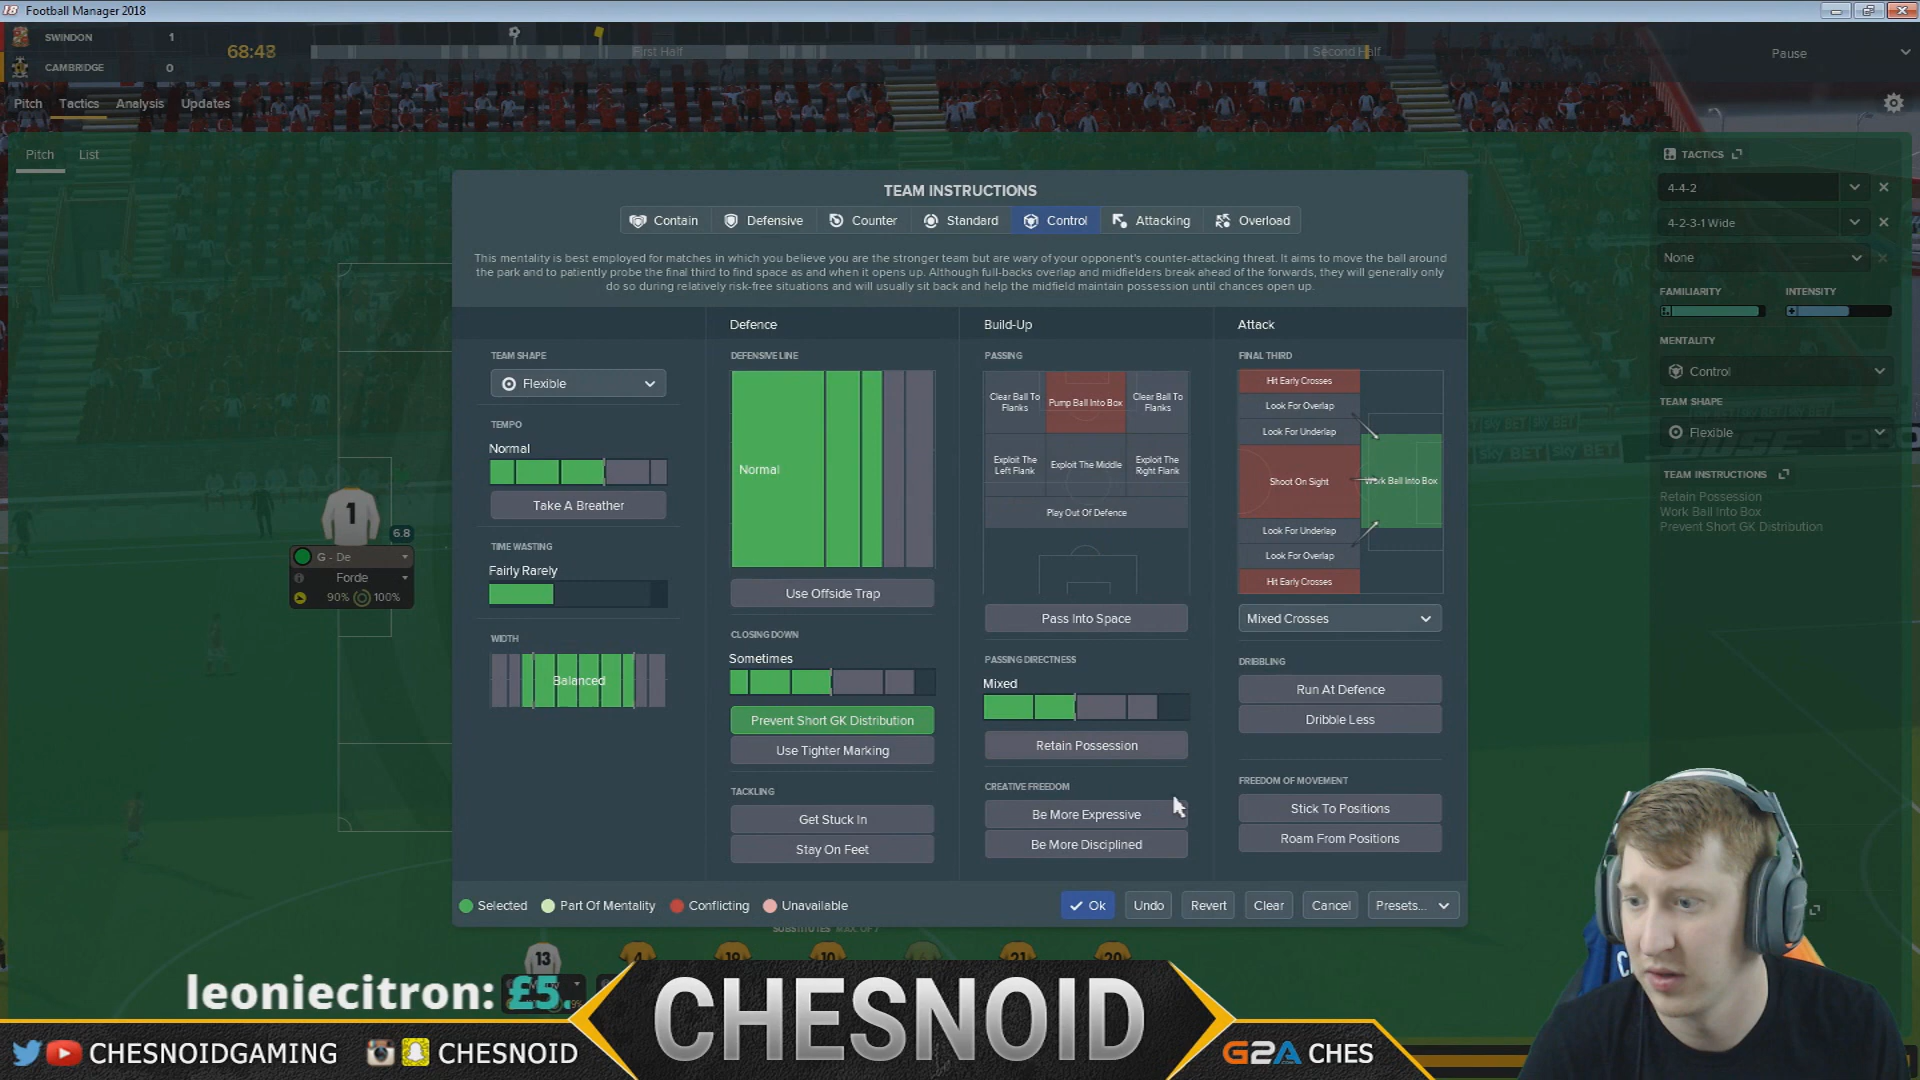 Football Manager 2018
SWINDON 1
CAMBRIDGE 0
68:48
First Half
Second Half
Pause
Pitch Tactics Analysis Updates
Pitch List
TEAM INSTRUCTIONS
Contain Defensive Counter Standard Control Attacking Overload
This mentality is best employed for matches in which you believe you are the stronger team but are wary of your opponent's counter-attacking threat. It aims to move the ball around
the park and to patiently probe the final third to find space as and when it opens up. Although full-backs overlap and midfielders break ahead of the forwards, they will generally only
do so during relatively risk-free situations and will usually sit back and help the midfield maintain possession until chances open up.
TEAM SHAPE
Flexible
TEMPO
Normal
Take A Breather
TIME WASTING
Fairly Rarely
WIDTH
Balanced
Defence
DEFENSIVE LINE
Normal
Use Offside Trap
CLOSING DOWN
Sometimes
Prevent Short GK Distribution
Use Tighter Marking
TACKLING
Get Stuck In
Stay On Feet
Build-Up
PASSING
Clear Ball To Flanks
Pump Ball Into Box
Clear Ball To Flanks
Exploit The Left Flank
Exploit The Middle
Exploit The Right Flank
Play Out Of Defence
Pass Into Space
PASSING DIRECTNESS
Mixed
Retain Possession
CREATIVE FREEDOM
Be More Expressive
Be More Disciplined
Attack
FINAL THIRD
Hit Early Crosses
Look For Overlap
Look For Underlap
Shoot On Sight
Work Ball Into Box
Look For Underlap
Look For Overlap
Hit Early Crosses
Mixed Crosses
DRIBBLING
Run At Defence
Dribble Less
FREEDOM OF MOVEMENT
Stick To Positions
Roam From Positions
Selected Part Of Mentality Conflicting Unavailable
Ok Undo Revert Clear Cancel Presets...
TACTICS
4-4-2
4-2-3-1 Wide
None
FAMILIARITY INTENSITY
MENTALITY
Control
TEAM SHAPE
Flexible
TEAM INSTRUCTIONS
Retain Possession
Work Ball Into Box
Prevent Short GK Distribution
sky BET
1
6.8
G - De
Forde
90% 100%
SUBSTITUTES MAX. OF 7
13 4 19 10 21 20
leoniecitron: £5.
CHESNOID
CHESNOIDGAMING CHESNOID
G2A CHES